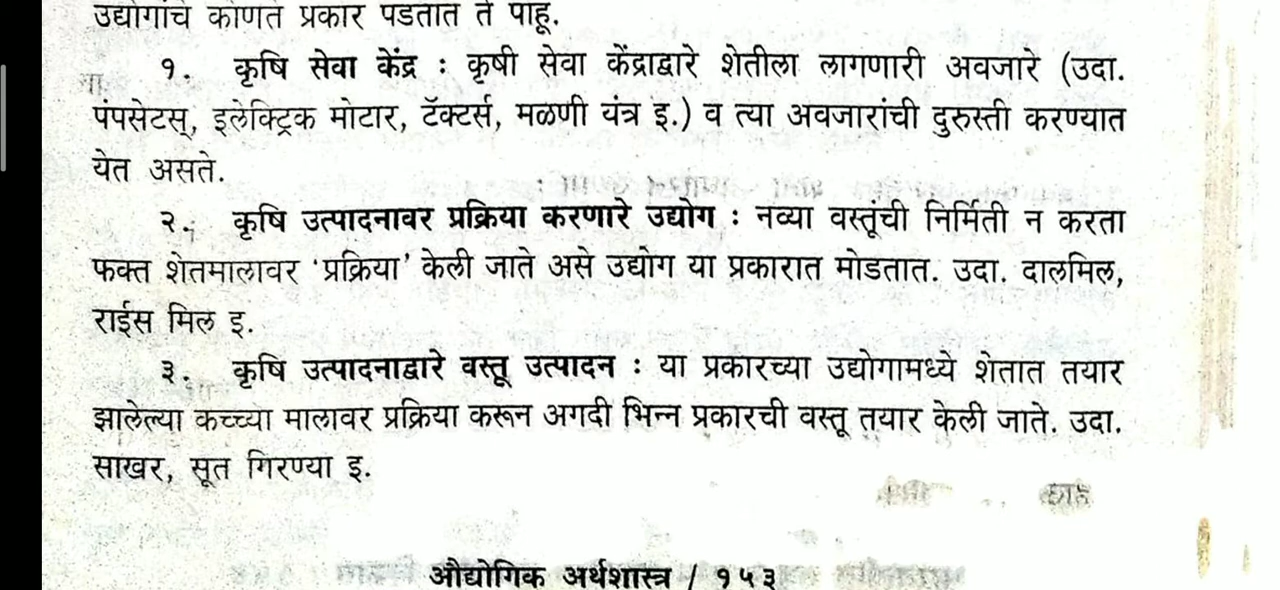 उद्योगांचे कोणते प्रकार पडतात ते पाहू.
१. कृषि सेवा केंद्र : कृषी सेवा केंद्राद्वारे शेतीला लागणारी अवजारे (उदा.
पंपसेटस्, इलेक्ट्रिक मोटार, टॅक्टर्स, मळणी यंत्र इ.) व त्या अवजारांची दुरुस्ती करण्यात
येत असते.
२. कृषि उत्पादनावर प्रक्रिया करणारे उद्योग : नव्या वस्तूंची निर्मिती न करता
फक्त शेतमालावर 'प्रक्रिया' केली जाते असे उद्योग या प्रकारात मोडतात. उदा. दालमिल,
राईस मिल इ.
३. कृषि उत्पादनाद्वारे वस्तू उत्पादन : या प्रकारच्या उद्योगामध्ये शेतात तयार
झालेल्या कच्च्या मालावर प्रक्रिया करून अगदी भिन्न प्रकारची वस्तू तयार केली जाते. उदा.
साखर, सूत गिरण्या इ.
औद्योगिक अर्थशास्त्र / १५३